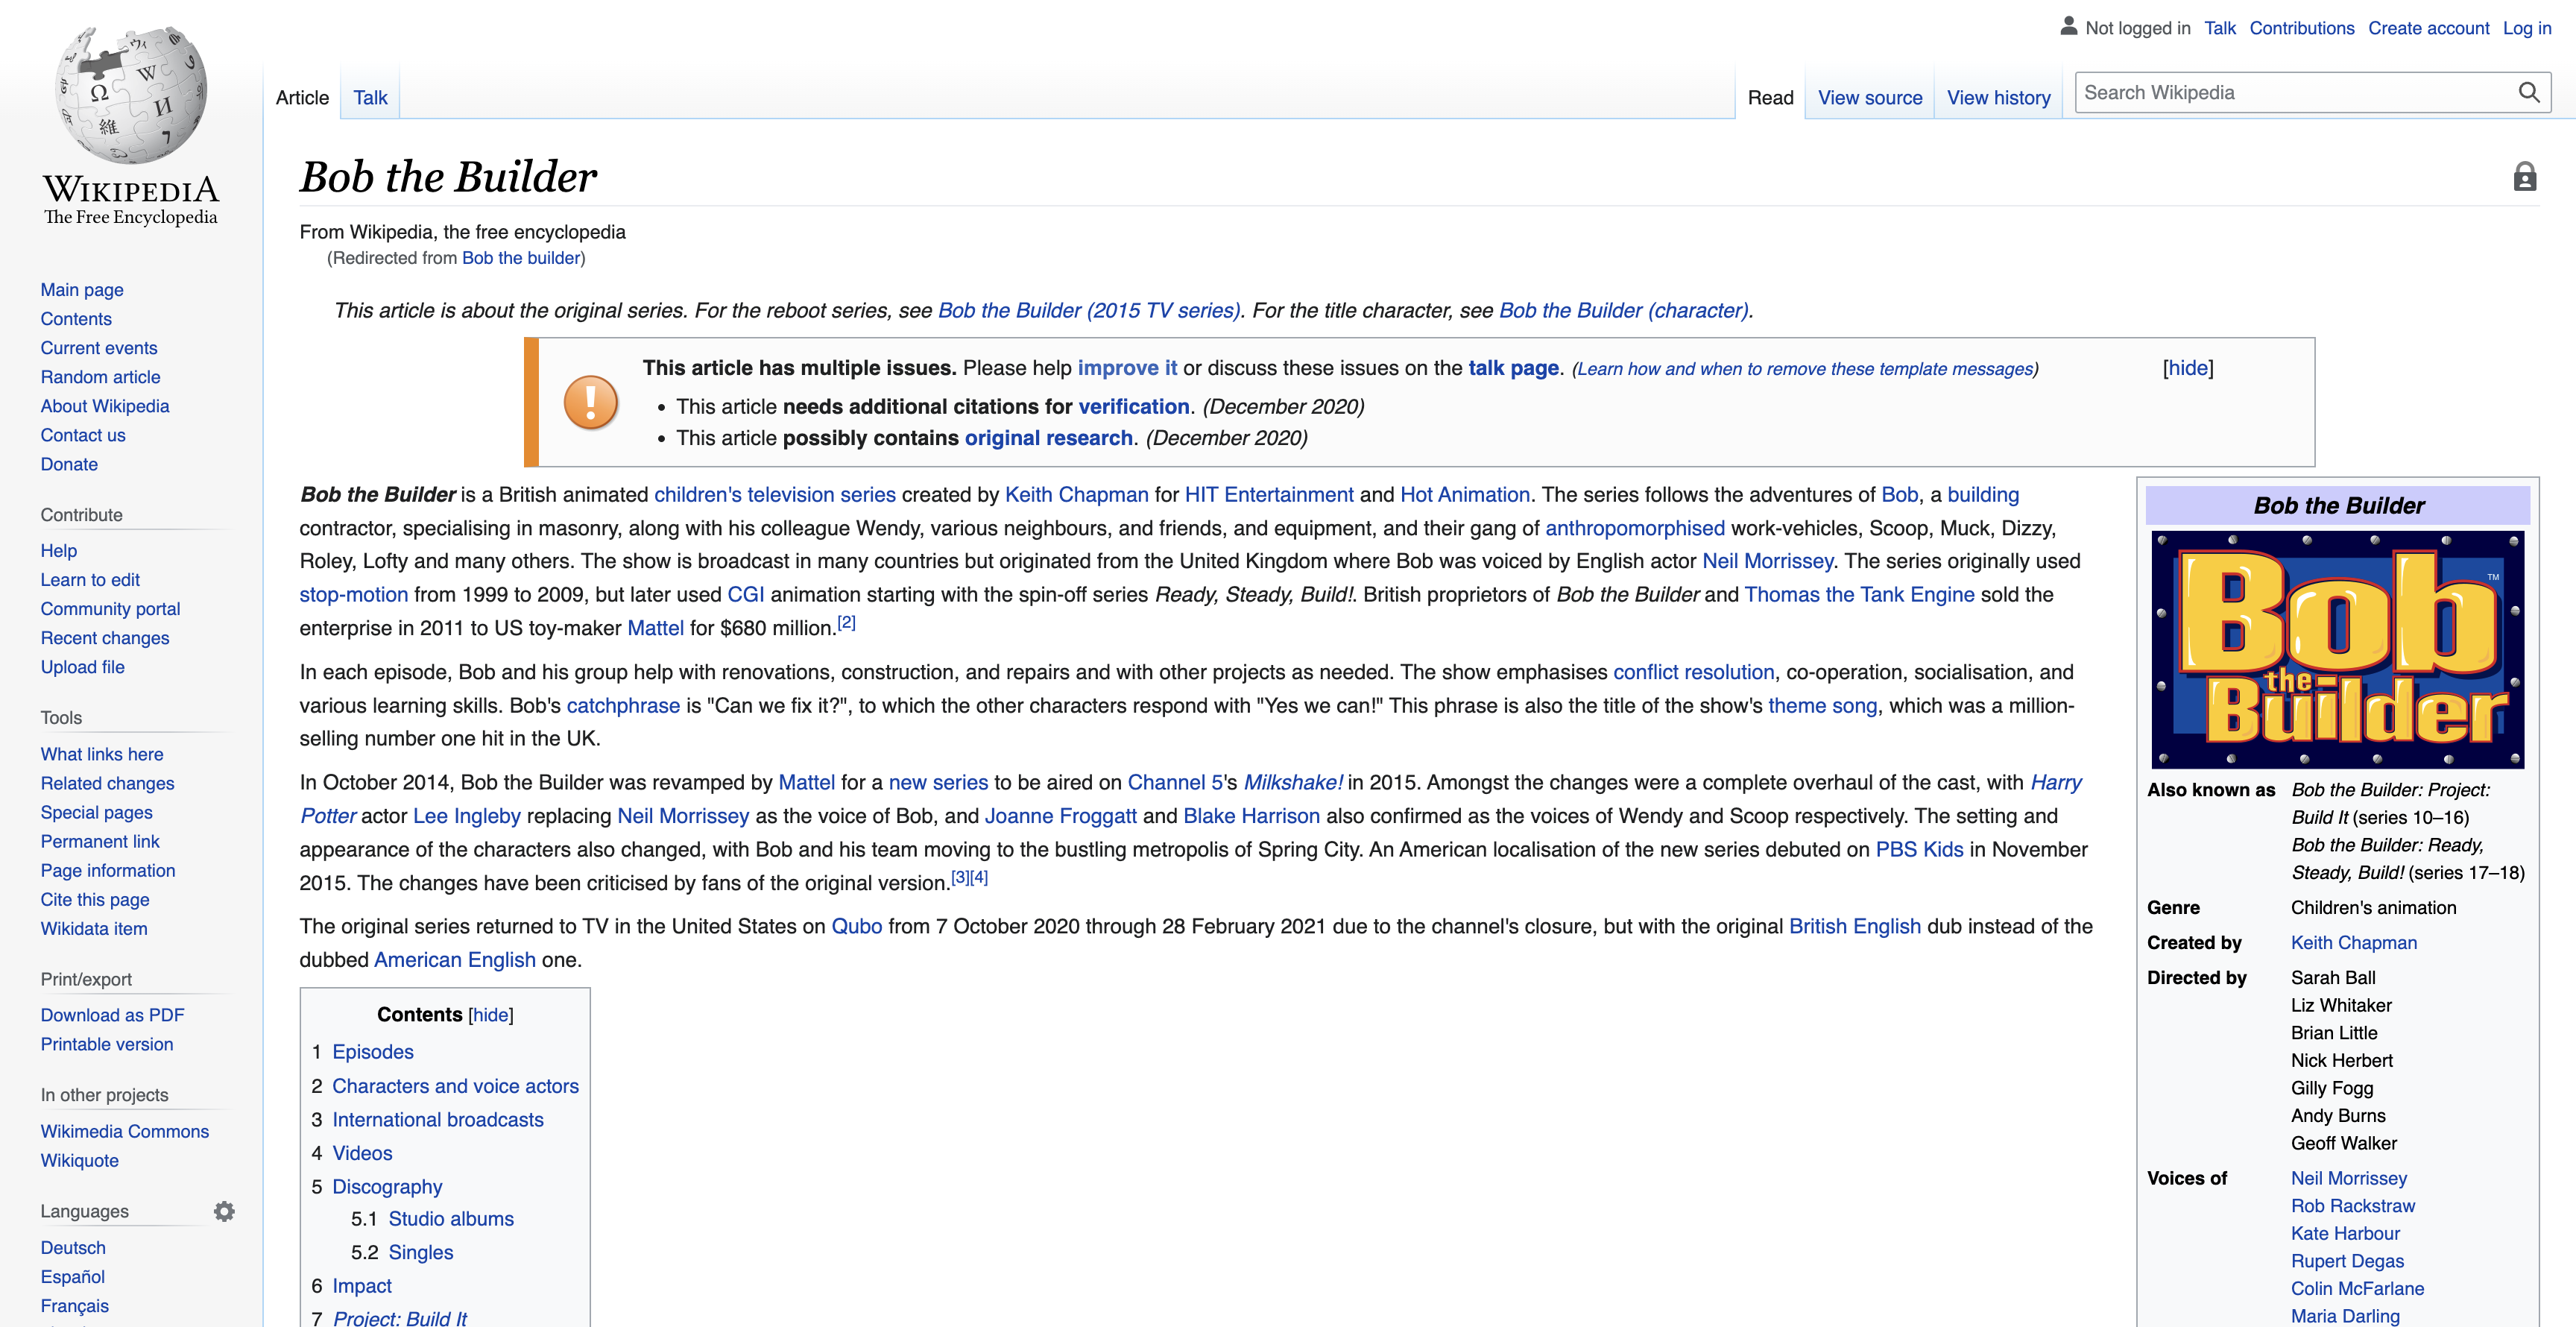 Not logged in Talk Contributions Create account Log in
Article Talk Read View source View history Search Wikipedia
Ω W И 維 7 ウィ
WIKIPEDIA
The Free Encyclopedia
Main page
Contents
Current events
Random article
About Wikipedia
Contact us
Donate
Contribute
Help
Learn to edit
Community portal
Recent changes
Upload file
Tools
What links here
Related changes
Special pages
Permanent link
Page information
Cite this page
Wikidata item
Print/export
Download as PDF
Printable version
In other projects
Wikimedia Commons
Wikiquote
Languages
Deutsch
Español
Français
Bob the Builder
From Wikipedia, the free encyclopedia
(Redirected from Bob the builder)
This article is about the original series. For the reboot series, see Bob the Builder (2015 TV series). For the title character, see Bob the Builder (character).
! This article has multiple issues. Please help improve it or discuss these issues on the talk page. (Learn how and when to remove these template messages) [hide]
• This article needs additional citations for verification. (December 2020)
• This article possibly contains original research. (December 2020)
Bob the Builder is a British animated children's television series created by Keith Chapman for HIT Entertainment and Hot Animation. The series follows the adventures of Bob, a building
contractor, specialising in masonry, along with his colleague Wendy, various neighbours, and friends, and equipment, and their gang of anthropomorphised work-vehicles, Scoop, Muck, Dizzy,
Roley, Lofty and many others. The show is broadcast in many countries but originated from the United Kingdom where Bob was voiced by English actor Neil Morrissey. The series originally used
stop-motion from 1999 to 2009, but later used CGI animation starting with the spin-off series Ready, Steady, Build!. British proprietors of Bob the Builder and Thomas the Tank Engine sold the
enterprise in 2011 to US toy-maker Mattel for $680 million.[2]
In each episode, Bob and his group help with renovations, construction, and repairs and with other projects as needed. The show emphasises conflict resolution, co-operation, socialisation, and
various learning skills. Bob's catchphrase is "Can we fix it?", to which the other characters respond with "Yes we can!" This phrase is also the title of the show's theme song, which was a million-
selling number one hit in the UK.
In October 2014, Bob the Builder was revamped by Mattel for a new series to be aired on Channel 5's Milkshake! in 2015. Amongst the changes were a complete overhaul of the cast, with Harry
Potter actor Lee Ingleby replacing Neil Morrissey as the voice of Bob, and Joanne Froggatt and Blake Harrison also confirmed as the voices of Wendy and Scoop respectively. The setting and
appearance of the characters also changed, with Bob and his team moving to the bustling metropolis of Spring City. An American localisation of the new series debuted on PBS Kids in November
2015. The changes have been criticised by fans of the original version.[3][4]
The original series returned to TV in the United States on Qubo from 7 October 2020 through 28 February 2021 due to the channel's closure, but with the original British English dub instead of the
dubbed American English one.
Contents [hide]
1 Episodes
2 Characters and voice actors
3 International broadcasts
4 Videos
5 Discography
5.1 Studio albums
5.2 Singles
6 Impact
7 Project: Build It
Bob the Builder
Bob TM
the
Builder
Also known as Bob the Builder: Project:
Build It (series 10–16)
Bob the Builder: Ready,
Steady, Build! (series 17–18)
Genre Children's animation
Created by Keith Chapman
Directed by Sarah Ball
Liz Whitaker
Brian Little
Nick Herbert
Gilly Fogg
Andy Burns
Geoff Walker
Voices of Neil Morrissey
Rob Rackstraw
Kate Harbour
Rupert Degas
Colin McFarlane
Maria Darling